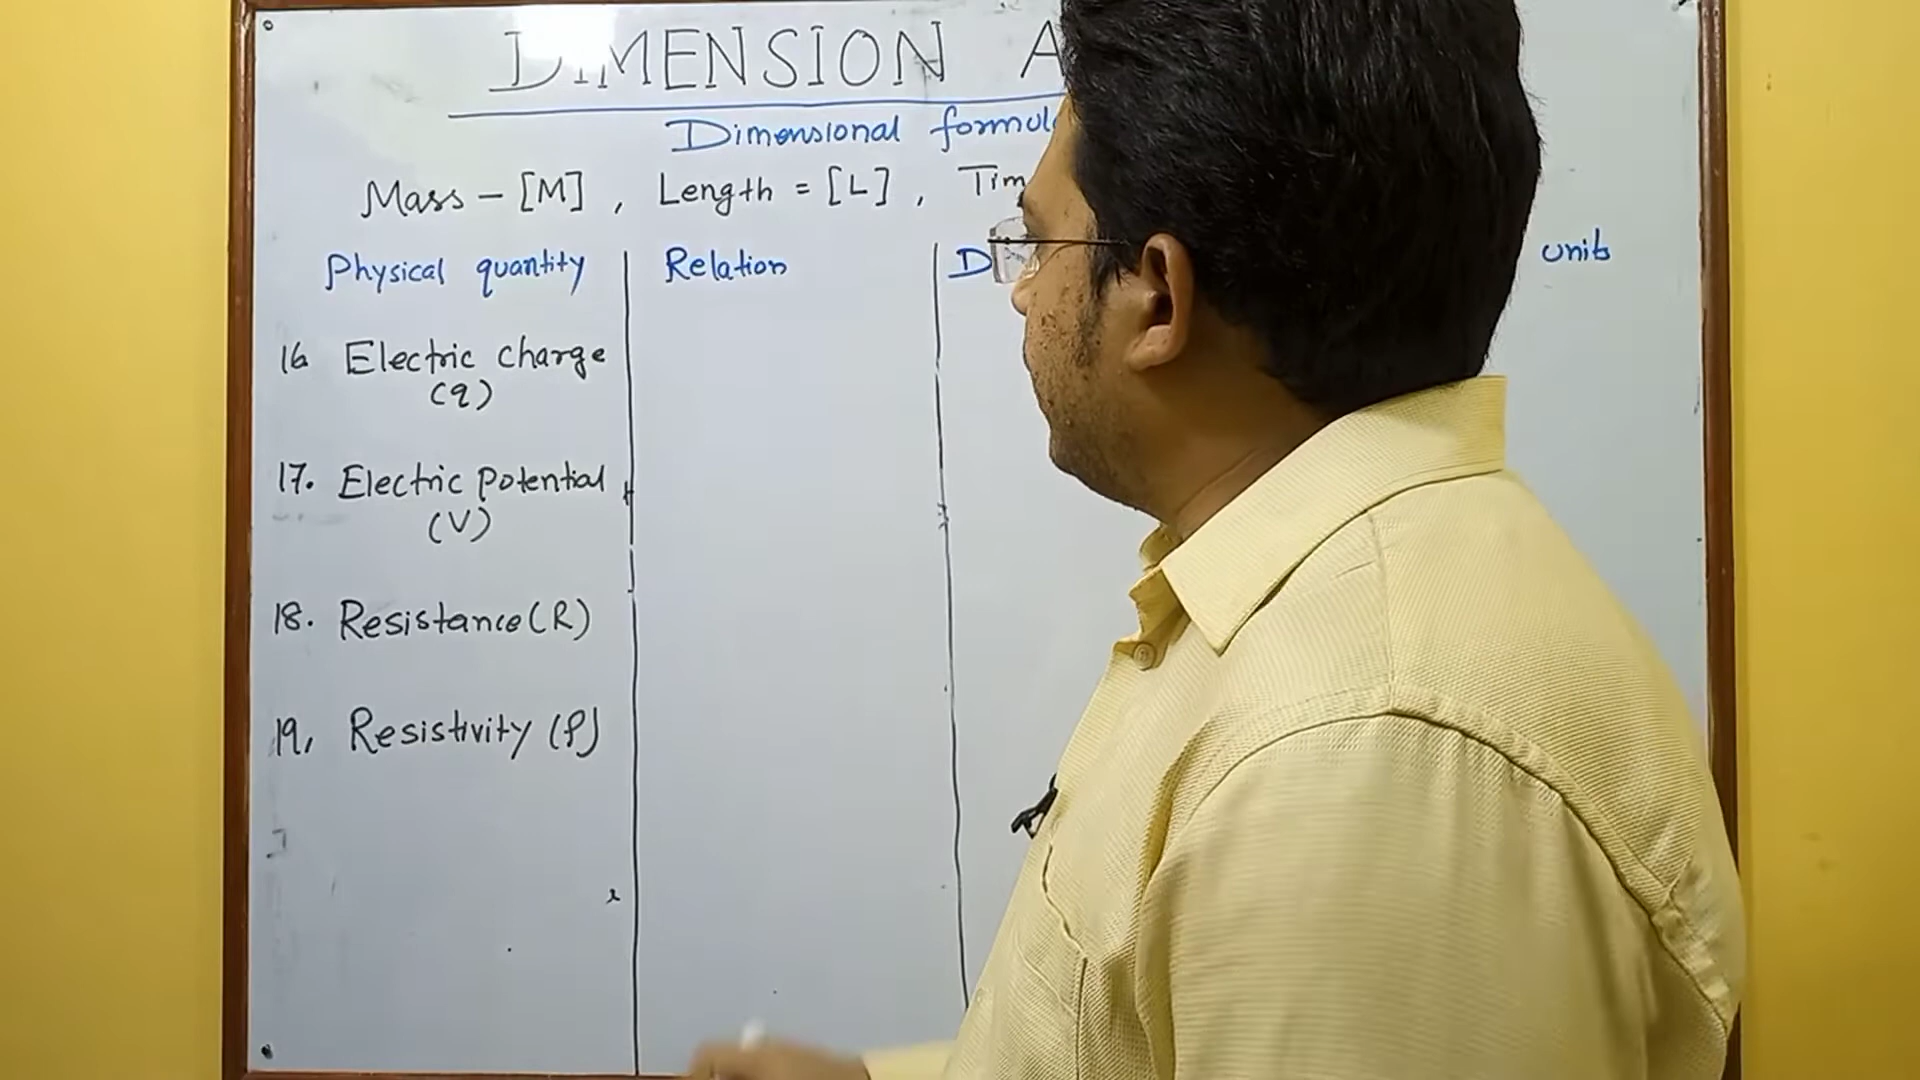 DIMENSION A
Dimensional formul
Mass – [M] , Length = [L] , Tim
Physical quantity Relation D units
16 Electric charge
(q)
17. Electric Potential
(V)
18. Resistance (R)
19, Resistivity (ρ)